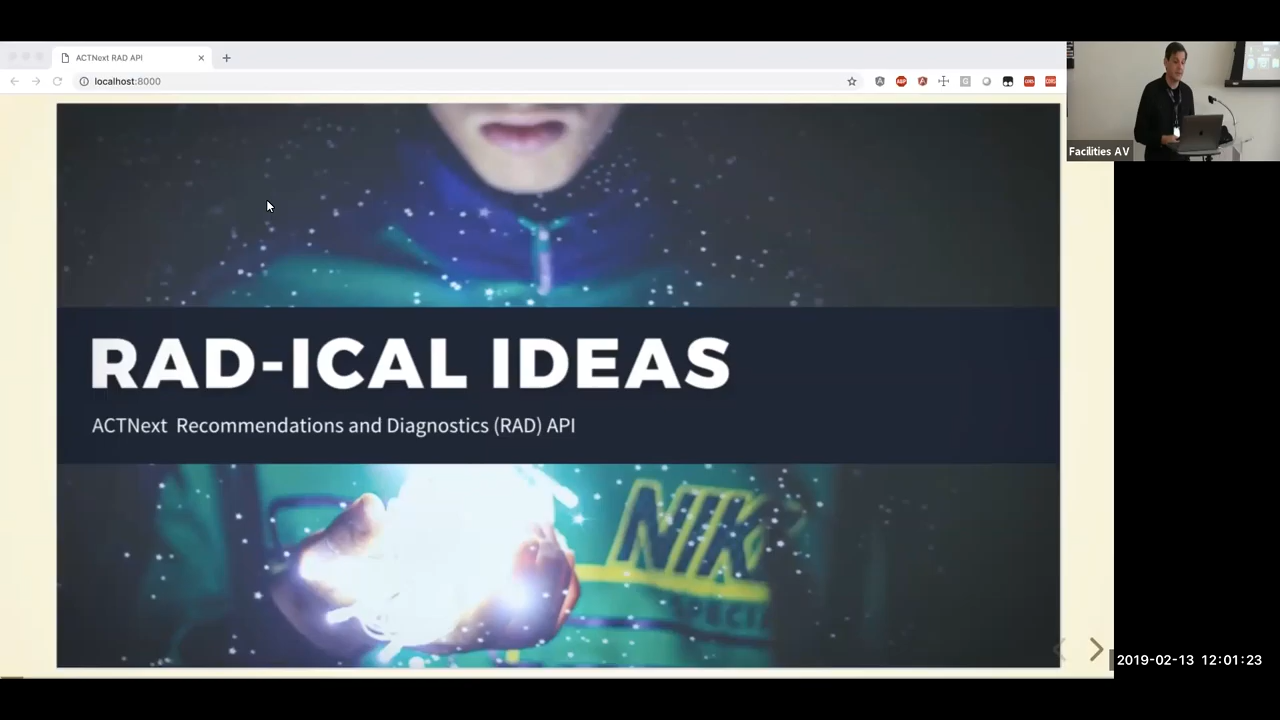 ACTNext RAD API
localhost:8000
Facilities AV
RAD-ICAL IDEAS
ACTNext Recommendations and Diagnostics (RAD) API
NIK
2019-02-13 12:01:23